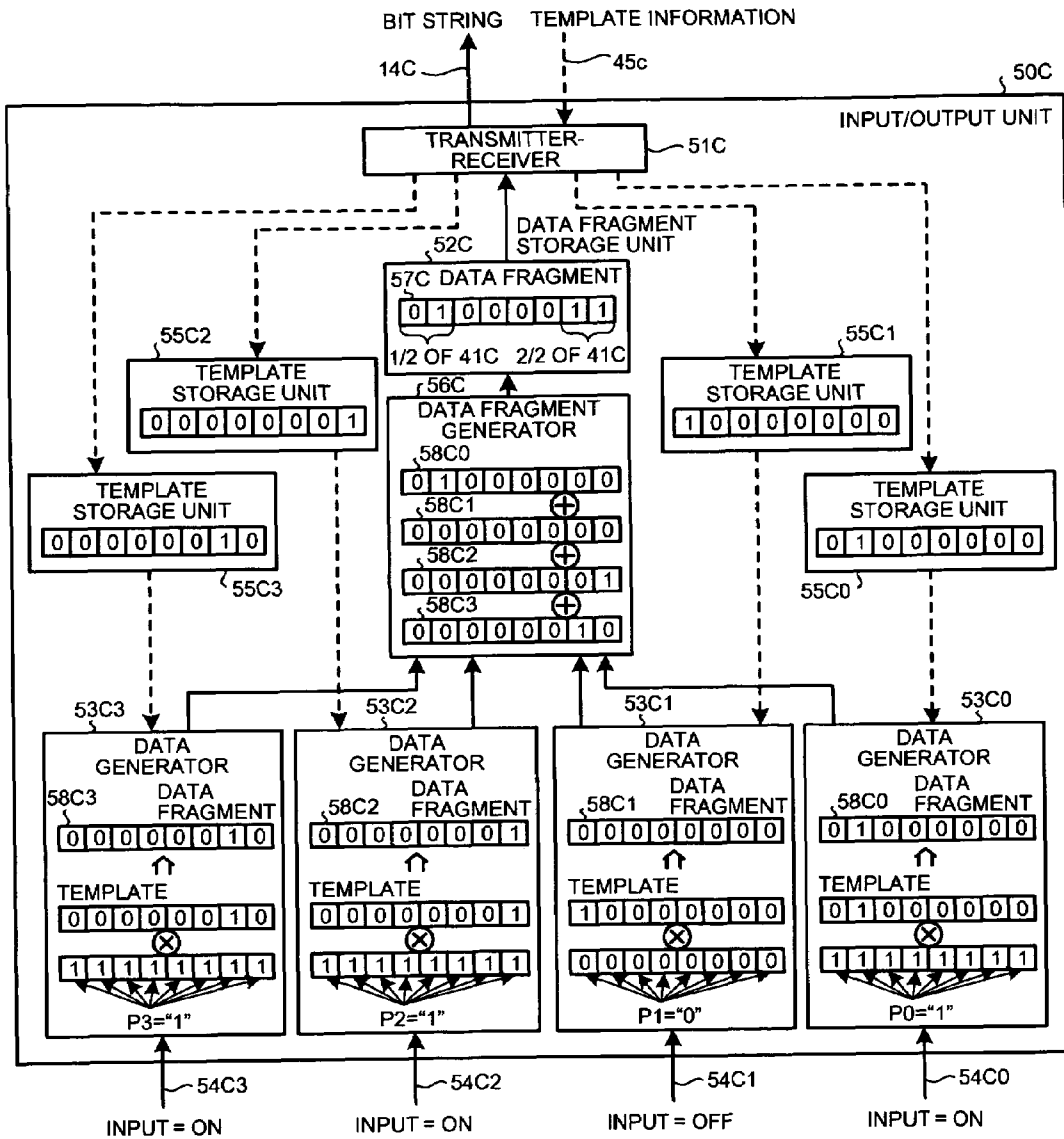 BIT STRING
TEMPLATE INFORMATION
14C
45c
50C
INPUT/OUTPUT UNIT
TRANSMITTER-
RECEIVER
51C
DATA FRAGMENT
STORAGE UNIT
52C
57C DATA FRAGMENT
0 1 0 0 0 0 1 1
1/2 OF 41C 2/2 OF 41C
55C2
TEMPLATE
STORAGE UNIT
0 0 0 0 0 0 0 1
55C1
TEMPLATE
STORAGE UNIT
1 0 0 0 0 0 0 0
TEMPLATE
STORAGE UNIT
0 0 0 0 0 0 1 0
55C3
TEMPLATE
STORAGE UNIT
0 1 0 0 0 0 0 0
55C0
56C
DATA FRAGMENT
GENERATOR
58C0
0 1 0 0 0 0 0 0
+
58C1
0 0 0 0 0 0 0 0
+
58C2
0 0 0 0 0 0 0 1
+
58C3
0 0 0 0 0 0 1 0
53C3
DATA
GENERATOR
58C3 DATA
FRAGMENT
0 0 0 0 0 0 1 0
TEMPLATE
0 0 0 0 0 0 1 0
×
1 1 1 1 1 1 1 1
P3="1"
54C3
INPUT = ON
53C2
DATA
GENERATOR
58C2 DATA
FRAGMENT
0 0 0 0 0 0 0 1
TEMPLATE
0 0 0 0 0 0 0 1
×
1 1 1 1 1 1 1 1
P2="1"
54C2
INPUT = ON
53C1
DATA
GENERATOR
58C1 DATA
FRAGMENT
0 0 0 0 0 0 0 0
TEMPLATE
1 0 0 0 0 0 0 0
×
0 0 0 0 0 0 0 0
P1="0"
54C1
INPUT = OFF
53C0
DATA
GENERATOR
58C0 DATA
FRAGMENT
0 1 0 0 0 0 0 0
TEMPLATE
0 1 0 0 0 0 0 0
×
1 1 1 1 1 1 1 1
P0="1"
54C0
INPUT = ON